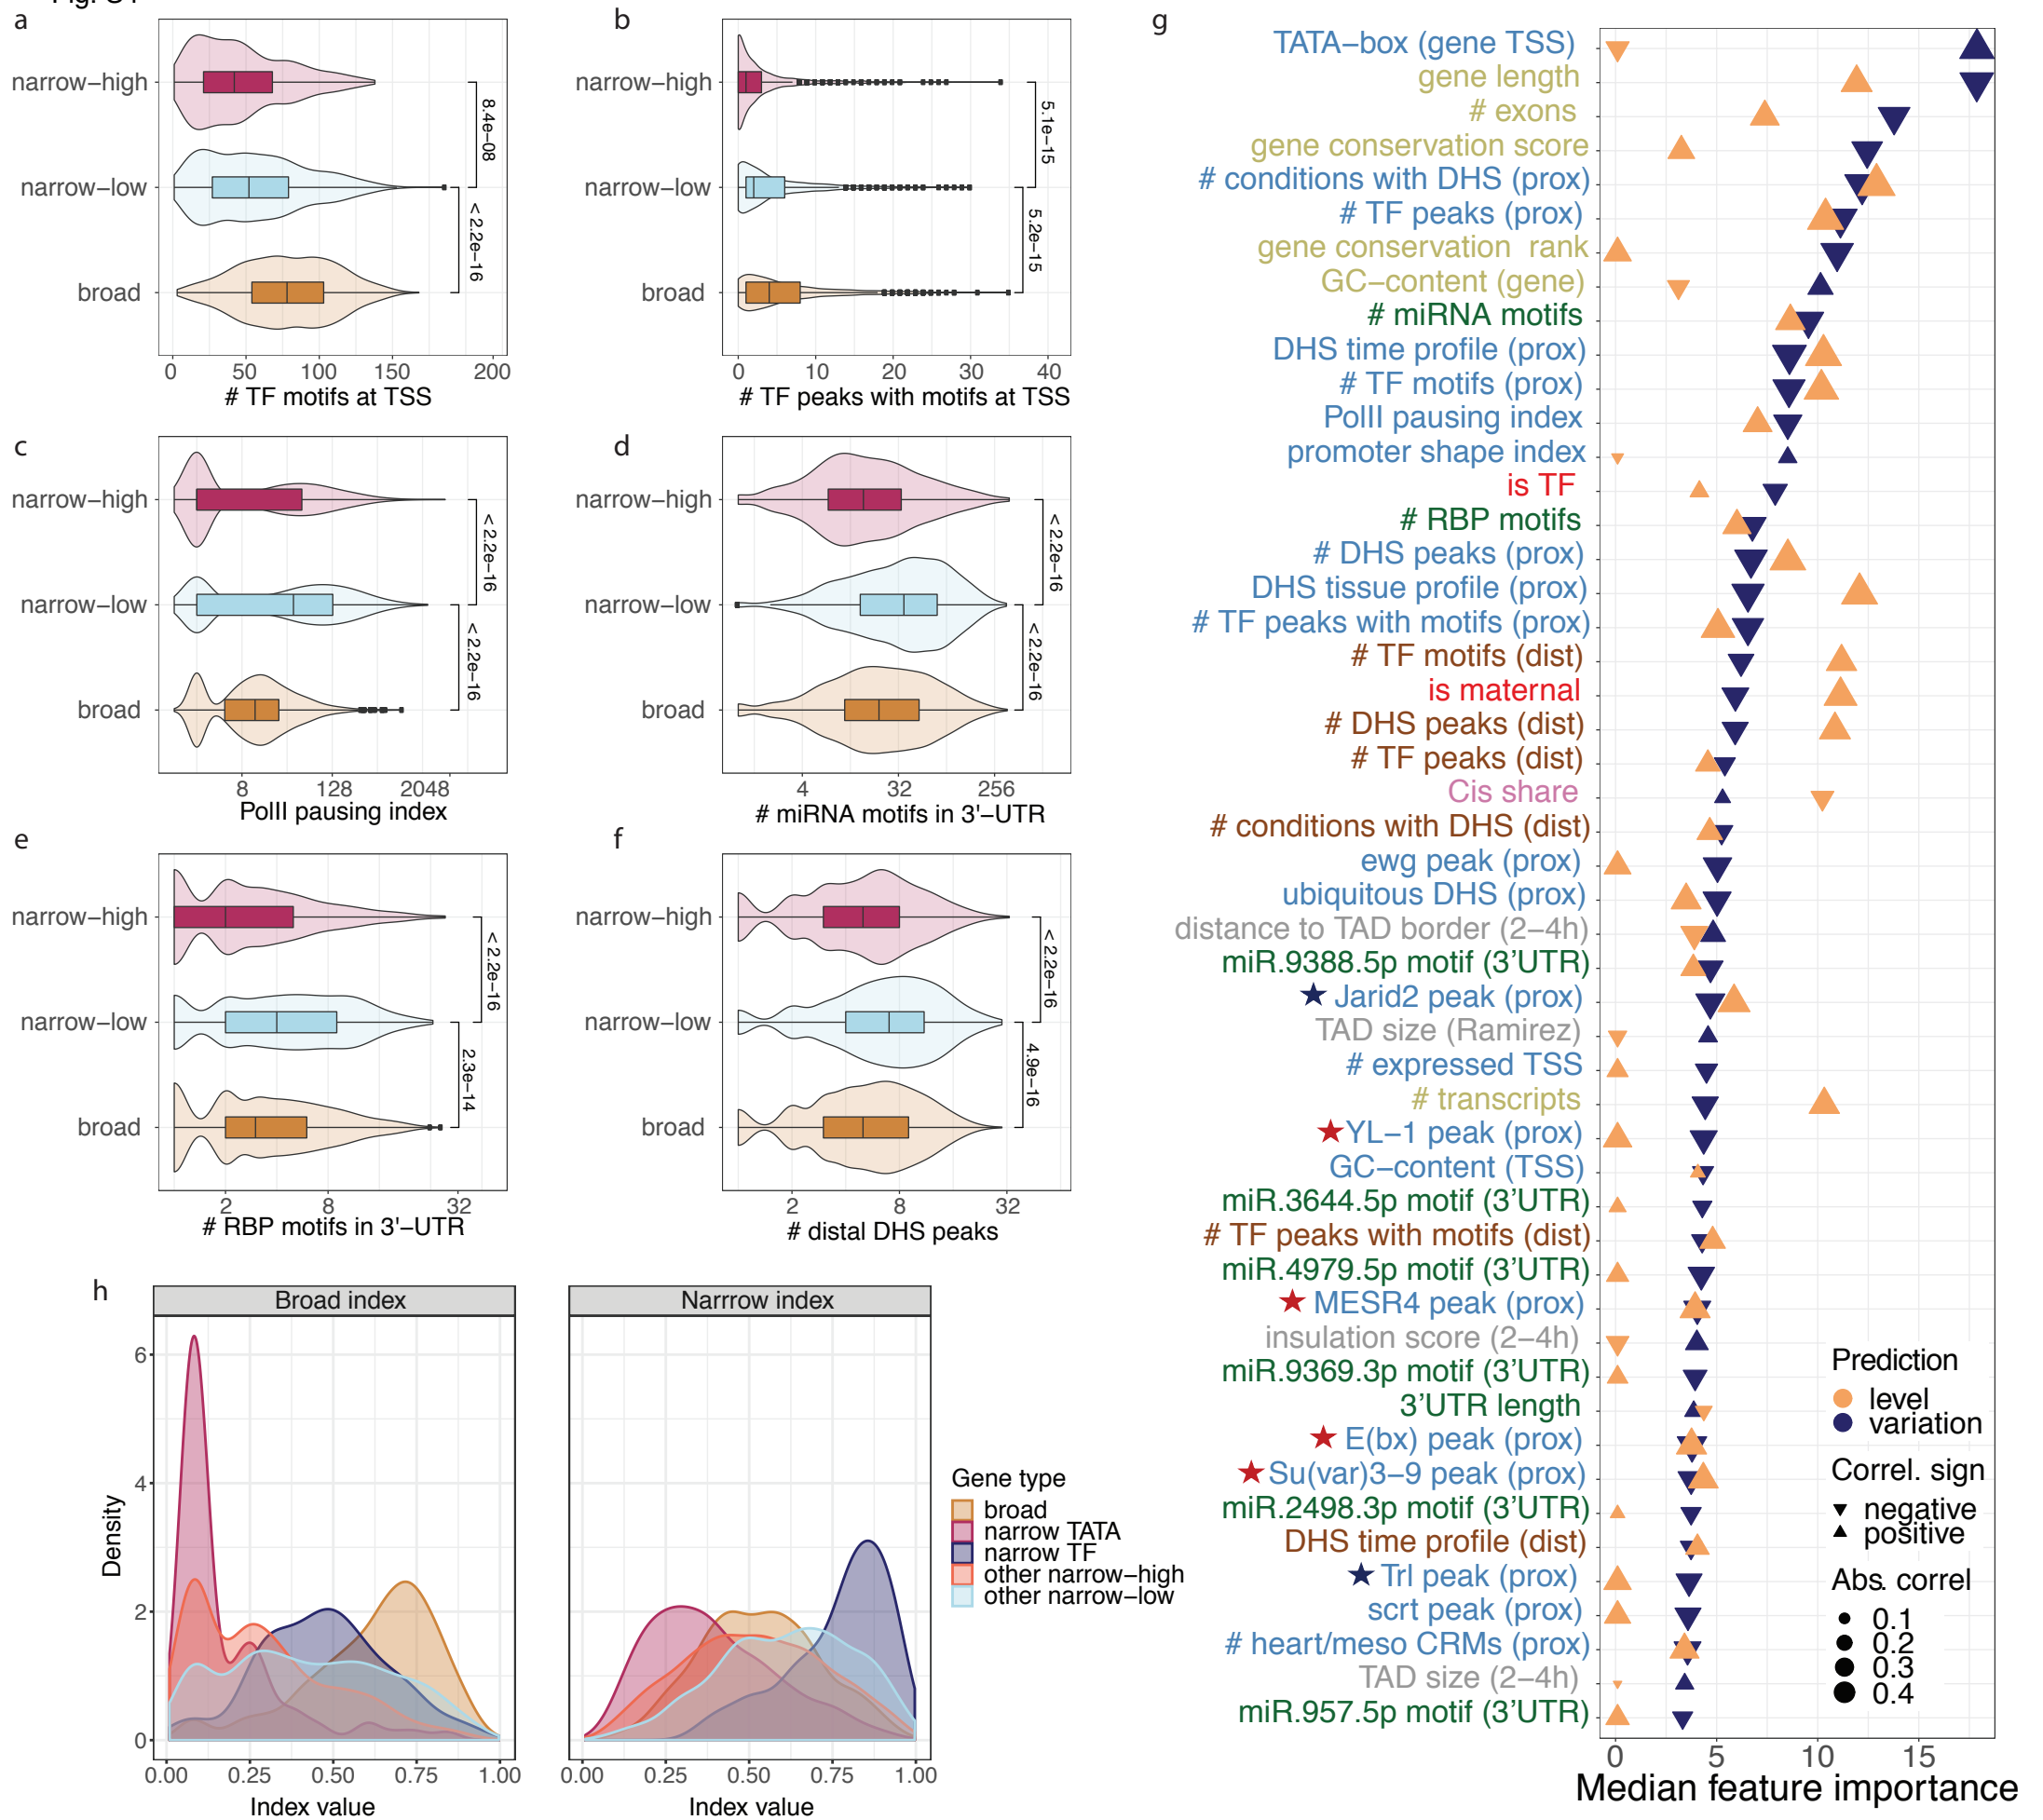 a
narrow−high
narrow−low
broad
8.4e−08
< 2.2e−16
0 50 100 150 200
# TF motifs at TSS
b
narrow−high
narrow−low
broad
5.1e−15
5.2e−15
0 10 20 30 40
# TF peaks with motifs at TSS
c
narrow−high
narrow−low
broad
< 2.2e−16
< 2.2e−16
8 128 2048
PolII pausing index
d
narrow−high
narrow−low
broad
< 2.2e−16
< 2.2e−16
4 32 256
# miRNA motifs in 3'−UTR
e
narrow−high
narrow−low
broad
< 2.2e−16
2.3e−14
2 8 32
# RBP motifs in 3'−UTR
f
narrow−high
narrow−low
broad
< 2.2e−16
4.9e−16
2 8 32
# distal DHS peaks
g
TATA−box (gene TSS)
gene length
# exons
gene conservation score
# conditions with DHS (prox)
# TF peaks (prox)
gene conservation rank
GC−content (gene)
# miRNA motifs
DHS time profile (prox)
# TF motifs (prox)
PolII pausing index
promoter shape index
is TF
# RBP motifs
# DHS peaks (prox)
DHS tissue profile (prox)
# TF peaks with motifs (prox)
# TF motifs (dist)
is maternal
# DHS peaks (dist)
# TF peaks (dist)
Cis share
# conditions with DHS (dist)
ewg peak (prox)
ubiquitous DHS (prox)
distance to TAD border (2−4h)
miR.9388.5p motif (3'UTR)
Jarid2 peak (prox)
TAD size (Ramirez)
# expressed TSS
# transcripts
YL−1 peak (prox)
GC−content (TSS)
miR.3644.5p motif (3'UTR)
# TF peaks with motifs (dist)
miR.4979.5p motif (3'UTR)
MESR4 peak (prox)
insulation score (2−4h)
miR.9369.3p motif (3'UTR)
3'UTR length
E(bx) peak (prox)
Su(var)3−9 peak (prox)
miR.2498.3p motif (3'UTR)
DHS time profile (dist)
Trl peak (prox)
scrt peak (prox)
# heart/meso CRMs (prox)
TAD size (2−4h)
miR.957.5p motif (3'UTR)
0 5 10 15
Median feature importance
Prediction
level
variation
Correl. sign
negative
positive
Abs. correl
0.1
0.2
0.3
0.4
h
Broad index
Narrrow index
Density
6
4
2
0
0.00 0.25 0.50 0.75 1.00
Index value
0.00 0.25 0.50 0.75 1.00
Index value
Gene type
broad
narrow TATA
narrow TF
other narrow−high
other narrow−low